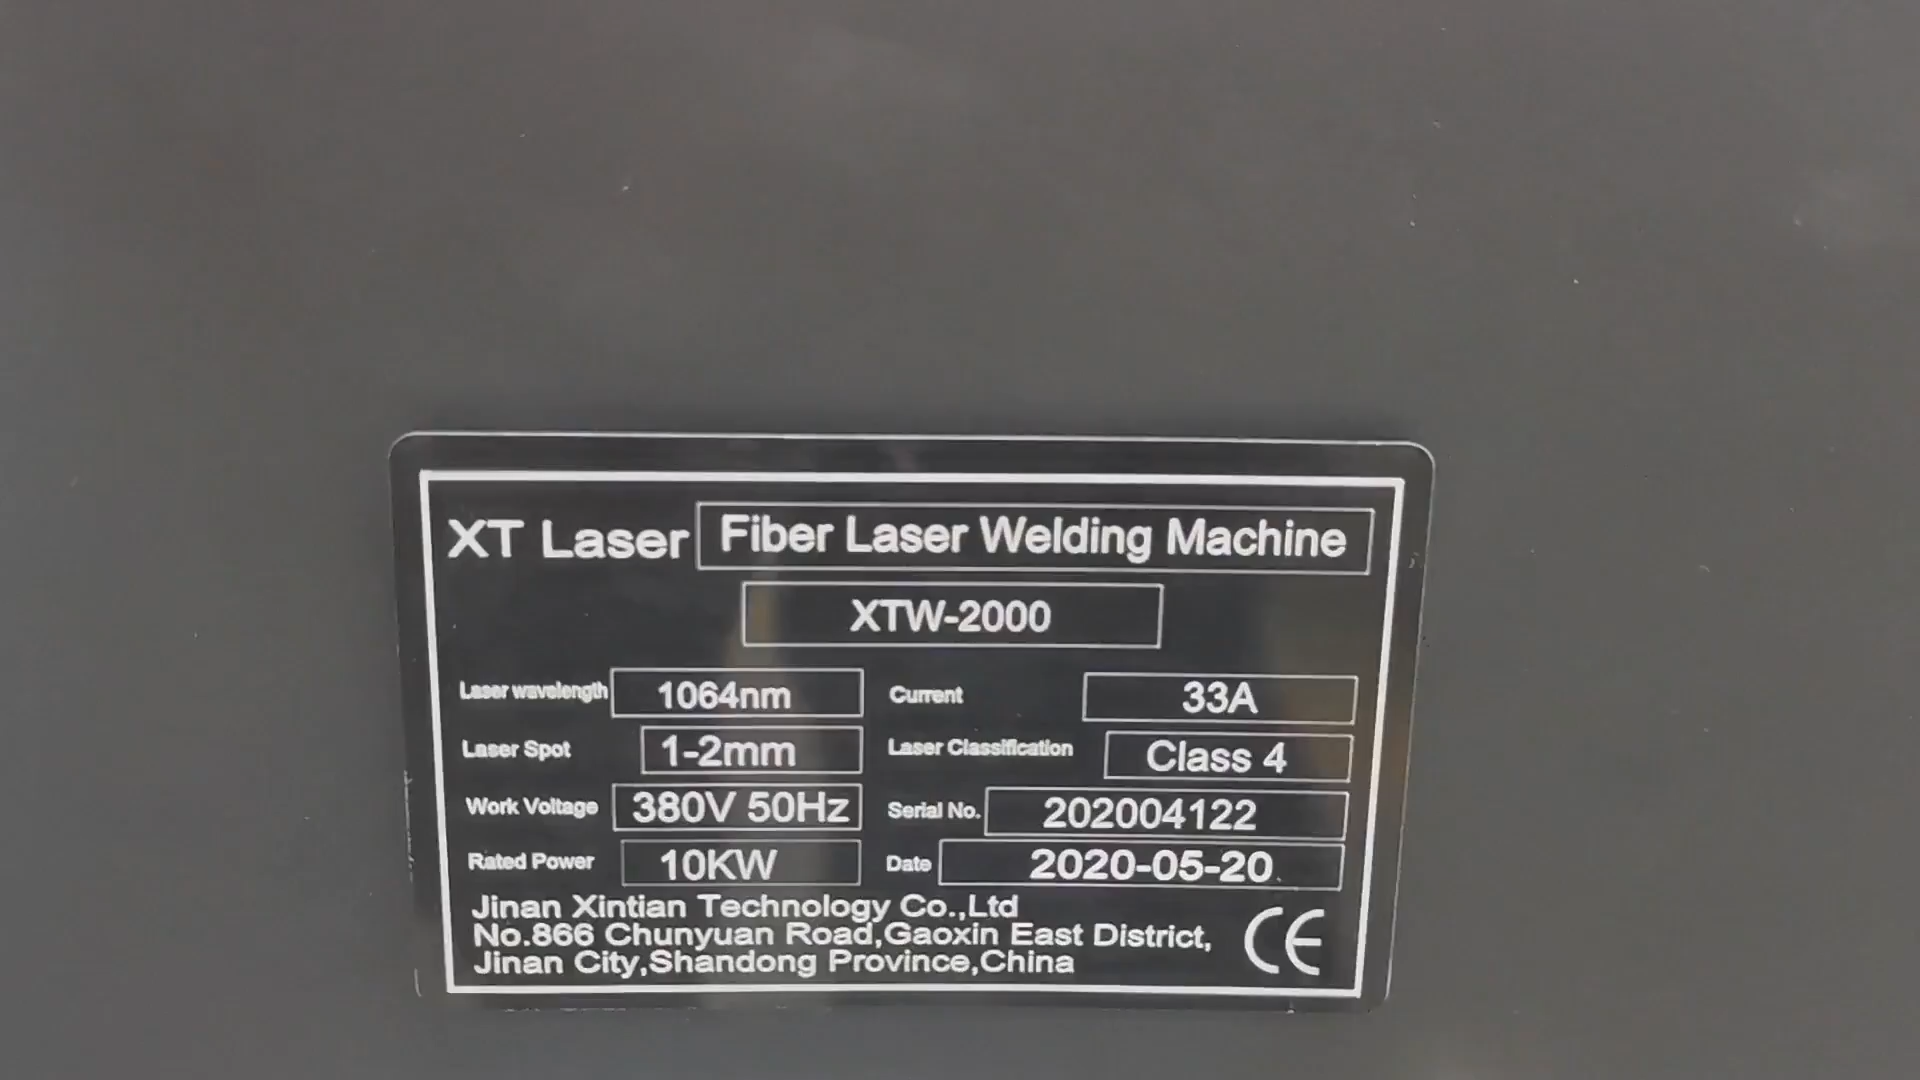 XT Laser Fiber Laser Welding Machine
XTW-2000
Laser wavelength 1064nm Current 33A
Laser Spot 1-2mm Laser Classification Class 4
Work Voltage 380V 50Hz Serial No. 202004122
Rated Power 10KW Date 2020-05-20
Jinan Xintian Technology Co.,Ltd
No.866 Chunyuan Road,Gaoxin East District,
Jinan City,Shandong Province,China
CE